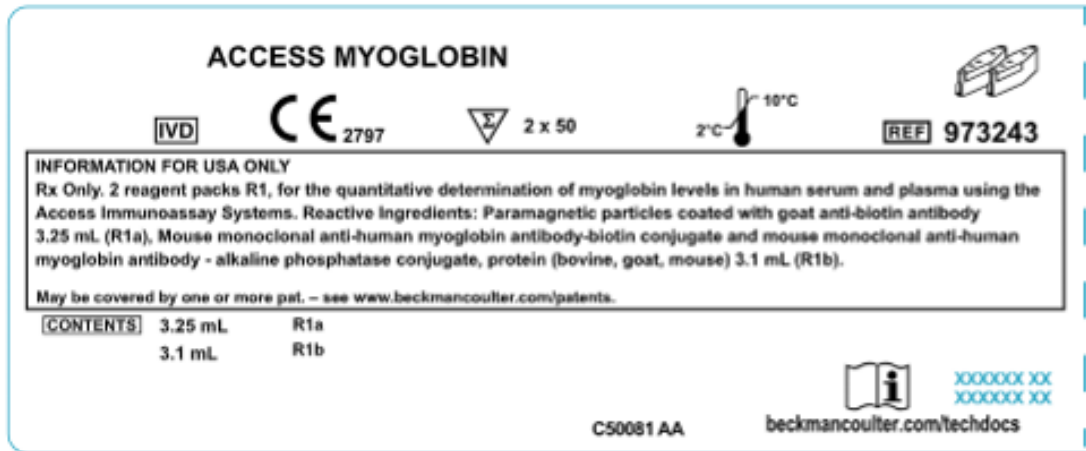 ACCESS MYOGLOBIN
IVD CE 2797 Σ 2 x 50 2°C 10°C REF 973243
INFORMATION FOR USA ONLY
Rx Only. 2 reagent packs R1, for the quantitative determination of myoglobin levels in human serum and plasma using the
Access Immunoassay Systems. Reactive Ingredients: Paramagnetic particles coated with goat anti-biotin antibody
3.25 mL (R1a), Mouse monoclonal anti-human myoglobin antibody-biotin conjugate and mouse monoclonal anti-human
myoglobin antibody - alkaline phosphatase conjugate, protein (bovine, goat, mouse) 3.1 mL (R1b).
May be covered by one or more pat. – see www.beckmancoulter.com/patents.
CONTENTS 3.25 mL R1a
3.1 mL R1b
i XXXXXX XX
XXXXXX XX
C50081 AA beckmancoulter.com/techdocs